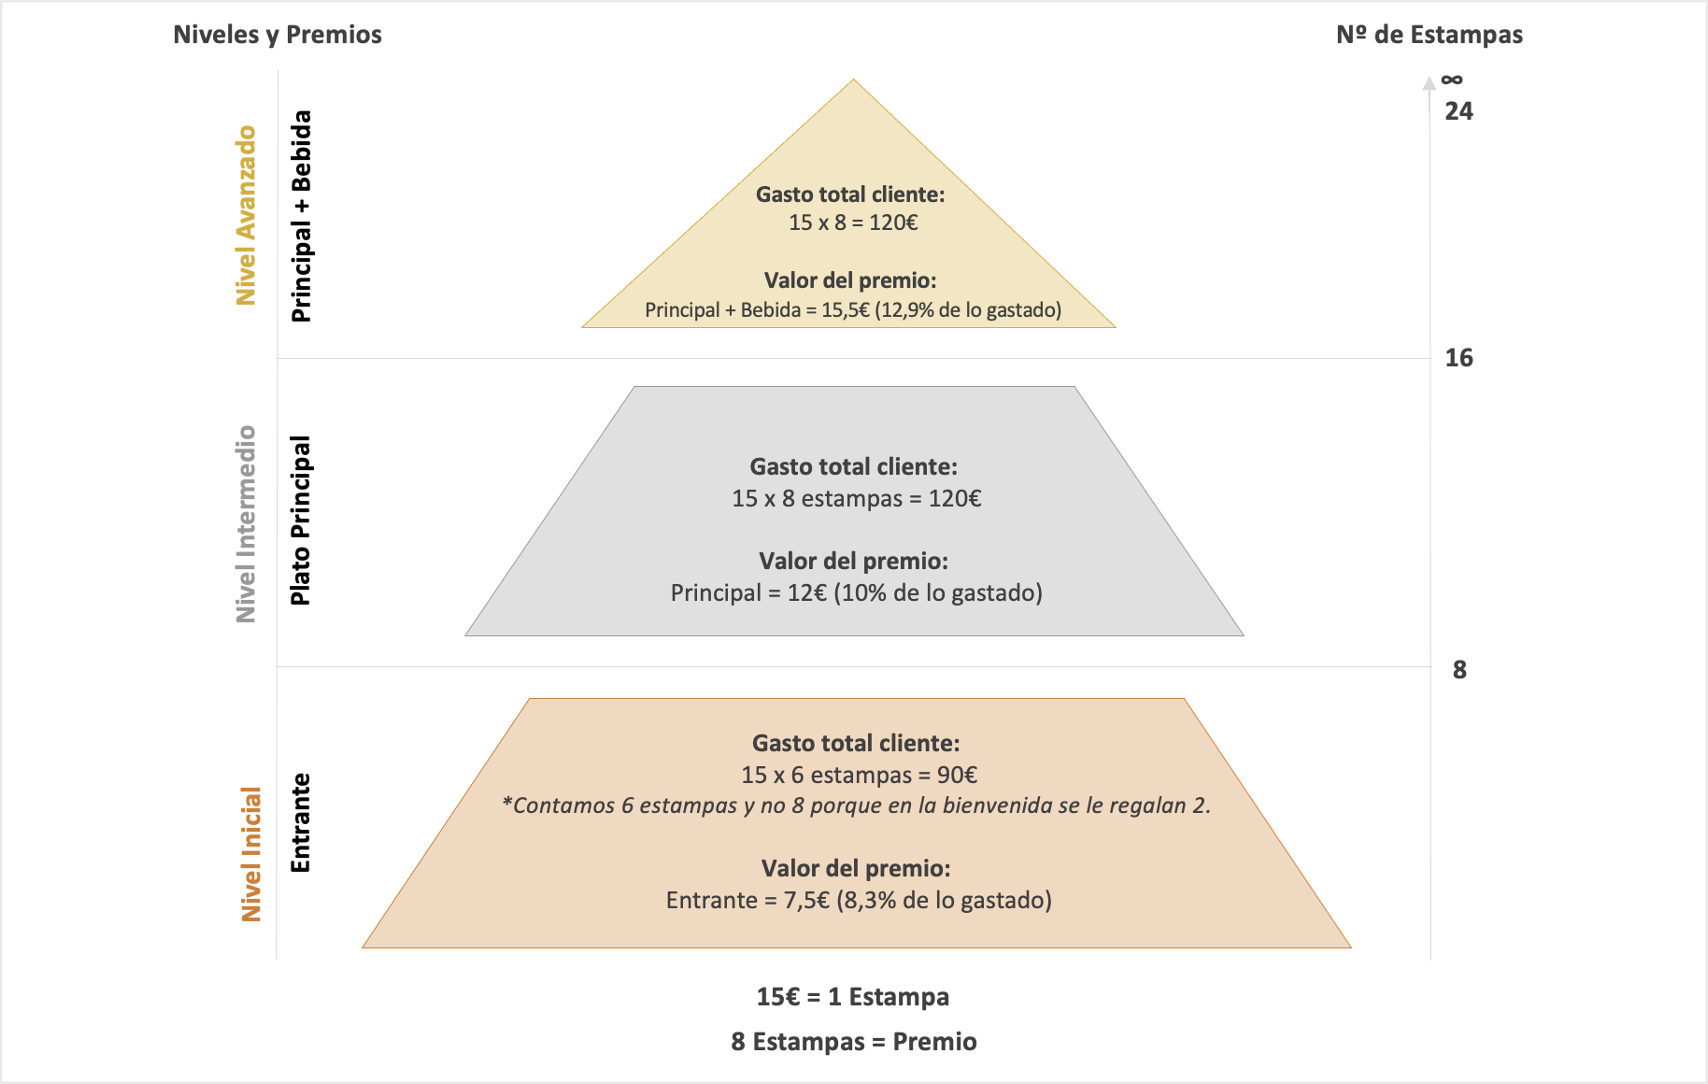 Niveles y Premios
Nº de Estampas
∞
24
Nivel Avanzado
Principal + Bebida
Gasto total cliente:
15 x 8 = 120€
Valor del premio:
Principal + Bebida = 15,5€ (12,9% de lo gastado)
16
Nivel Intermedio
Plato Principal
Gasto total cliente:
15 x 8 estampas = 120€
Valor del premio:
Principal = 12€ (10% de lo gastado)
8
Nivel Inicial
Entrante
Gasto total cliente:
15 x 6 estampas = 90€
*Contamos 6 estampas y no 8 porque en la bienvenida se le regalan 2.
Valor del premio:
Entrante = 7,5€ (8,3% de lo gastado)
15€ = 1 Estampa
8 Estampas = Premio